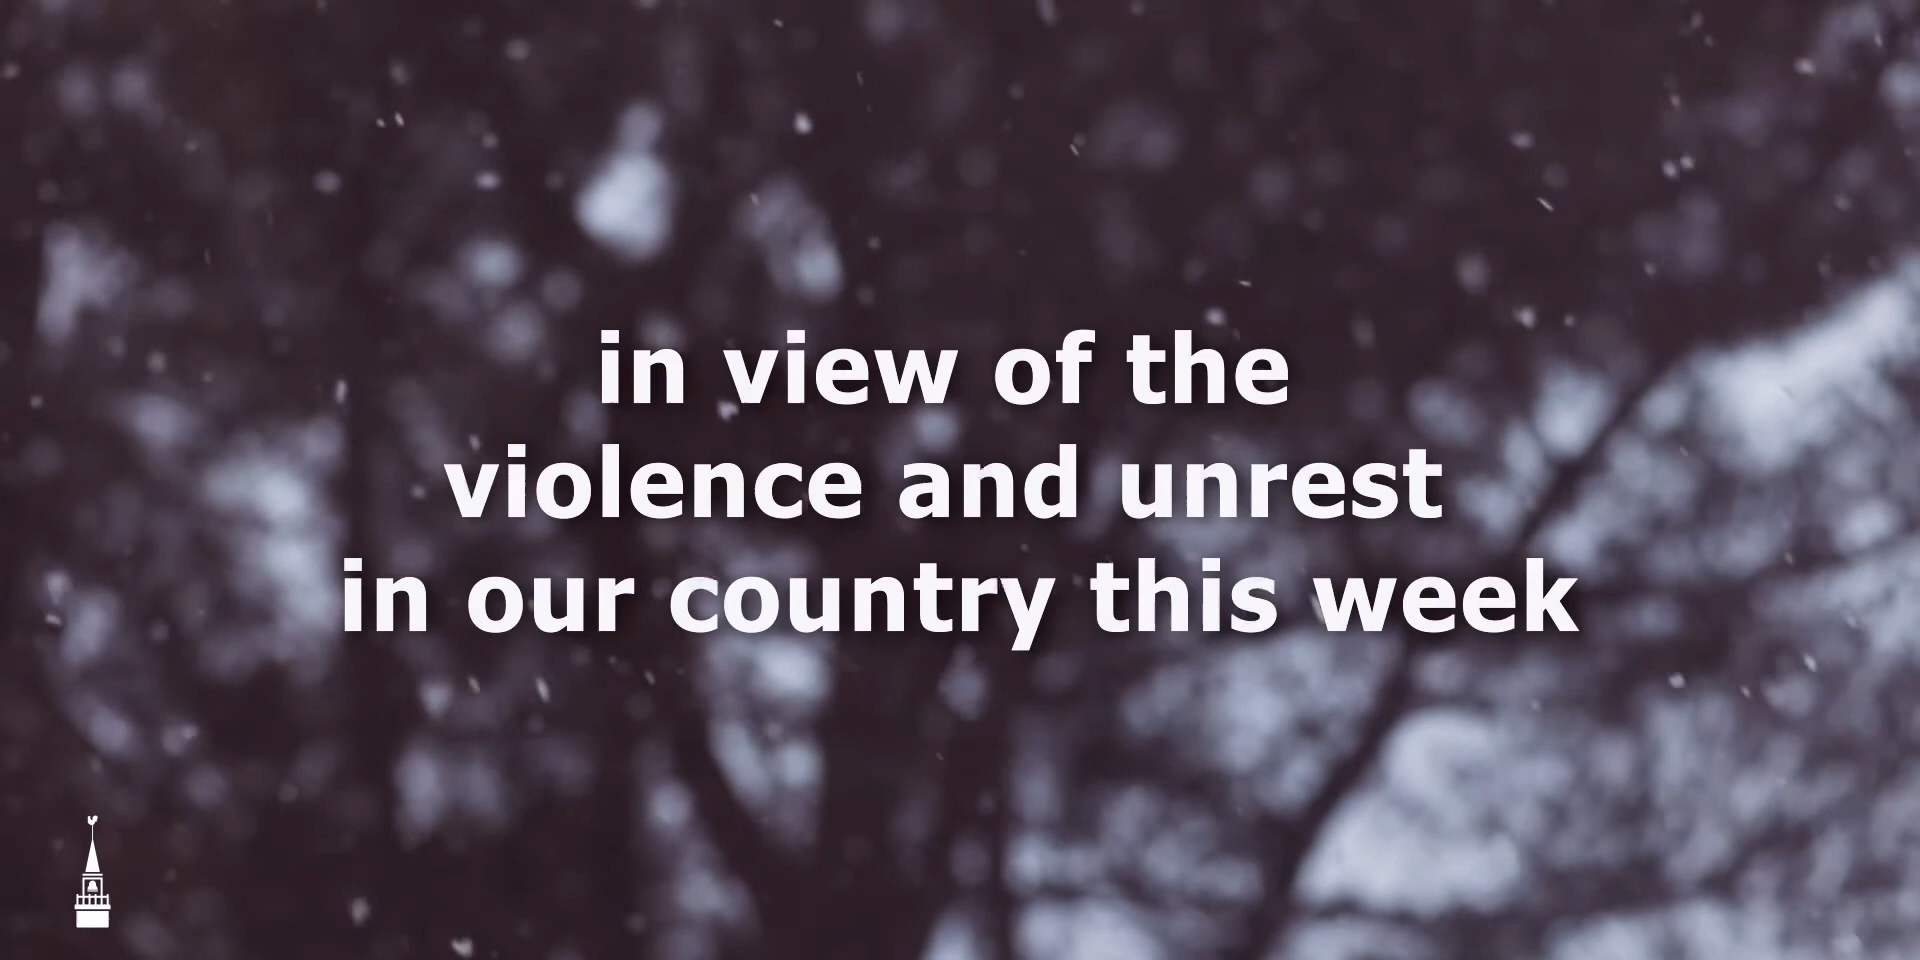 in view of the
violence and unrest
in our country this week